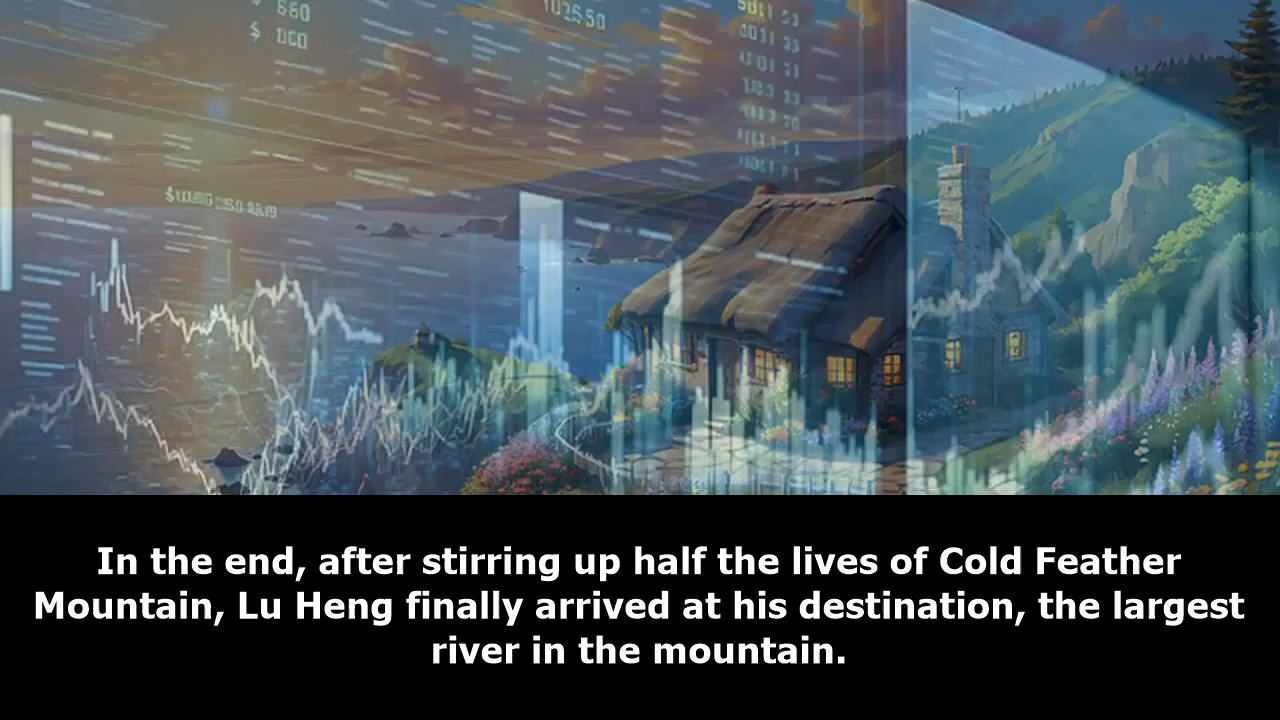 $ 660
In the end, after stirring up half the lives of Cold Feather
Mountain, Lu Heng finally arrived at his destination, the largest
river in the mountain.